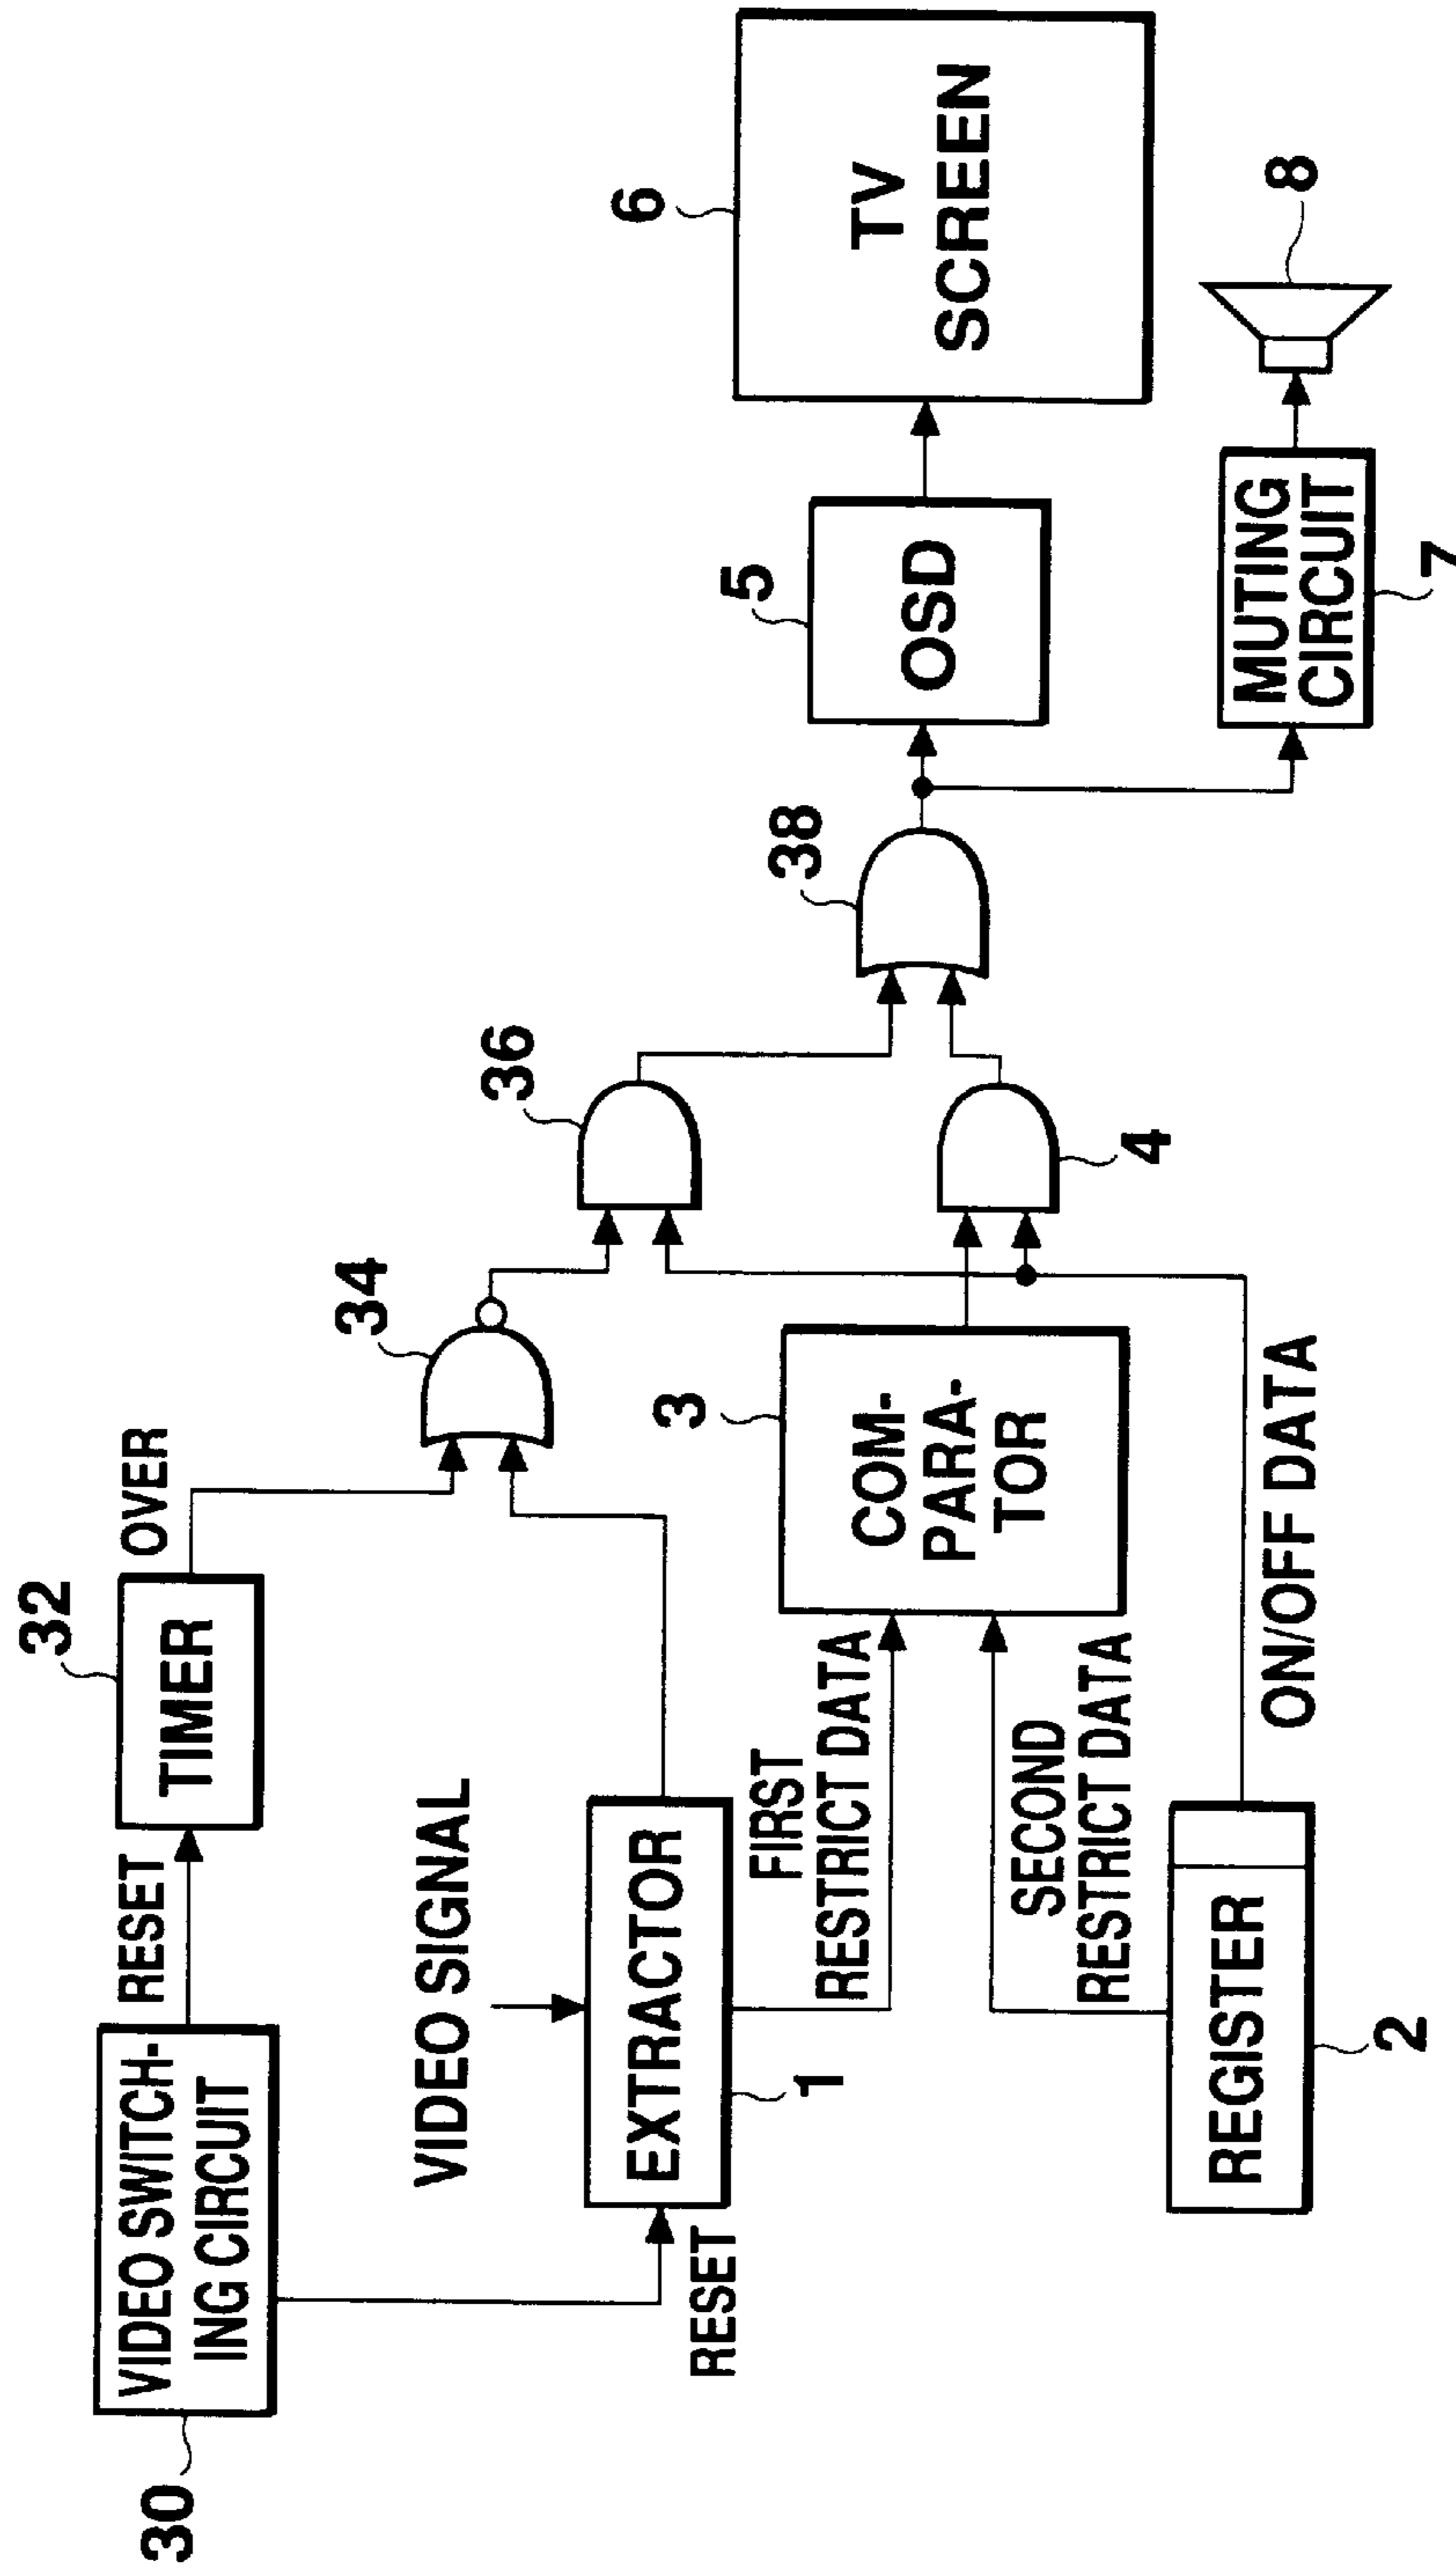 30
VIDEO SWITCH-
ING CIRCUIT
RESET
32
TIMER
OVER
34
36
38
RESET
VIDEO SIGNAL
EXTRACTOR
1
FIRST
RESTRICT DATA
SECOND
RESTRICT DATA
3
COM-
PARA-
TOR
4
REGISTER
2
ON/OFF DATA
5
OSD
6
TV
SCREEN
MUTING
CIRCUIT
7
8